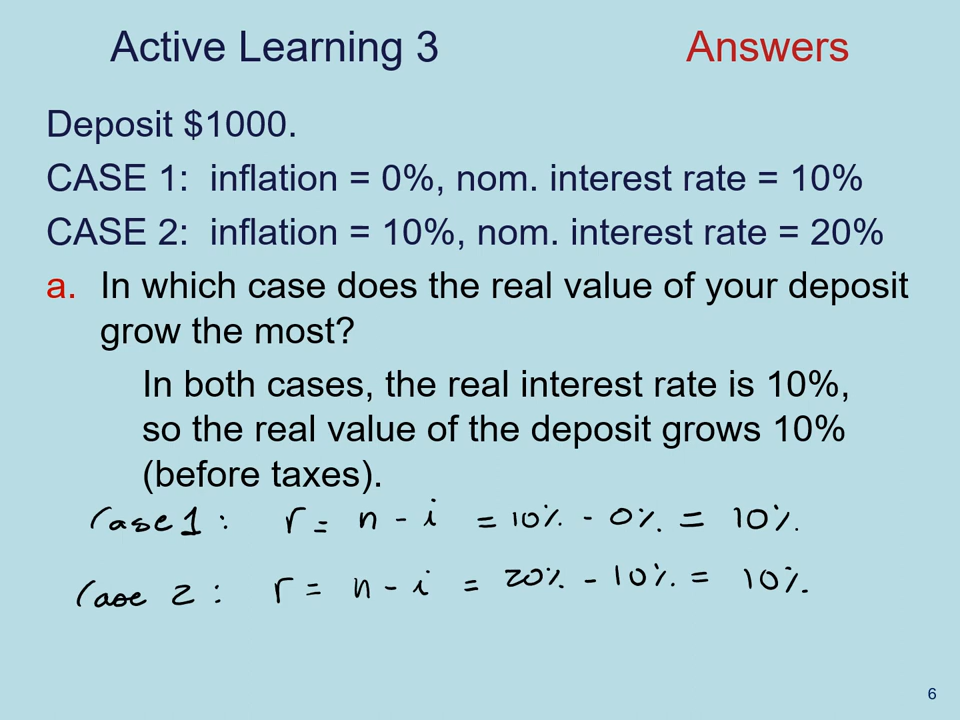 Active Learning 3 Answers
Deposit $1000.
CASE 1: inflation = 0%, nom. interest rate = 10%
CASE 2: inflation = 10%, nom. interest rate = 20%
a. In which case does the real value of your deposit
grow the most?
In both cases, the real interest rate is 10%,
so the real value of the deposit grows 10%
(before taxes).
Case 1: r = n - i = 10% - 0% = 10%
Case 2: r = n - i = 20% - 10% = 10%
6